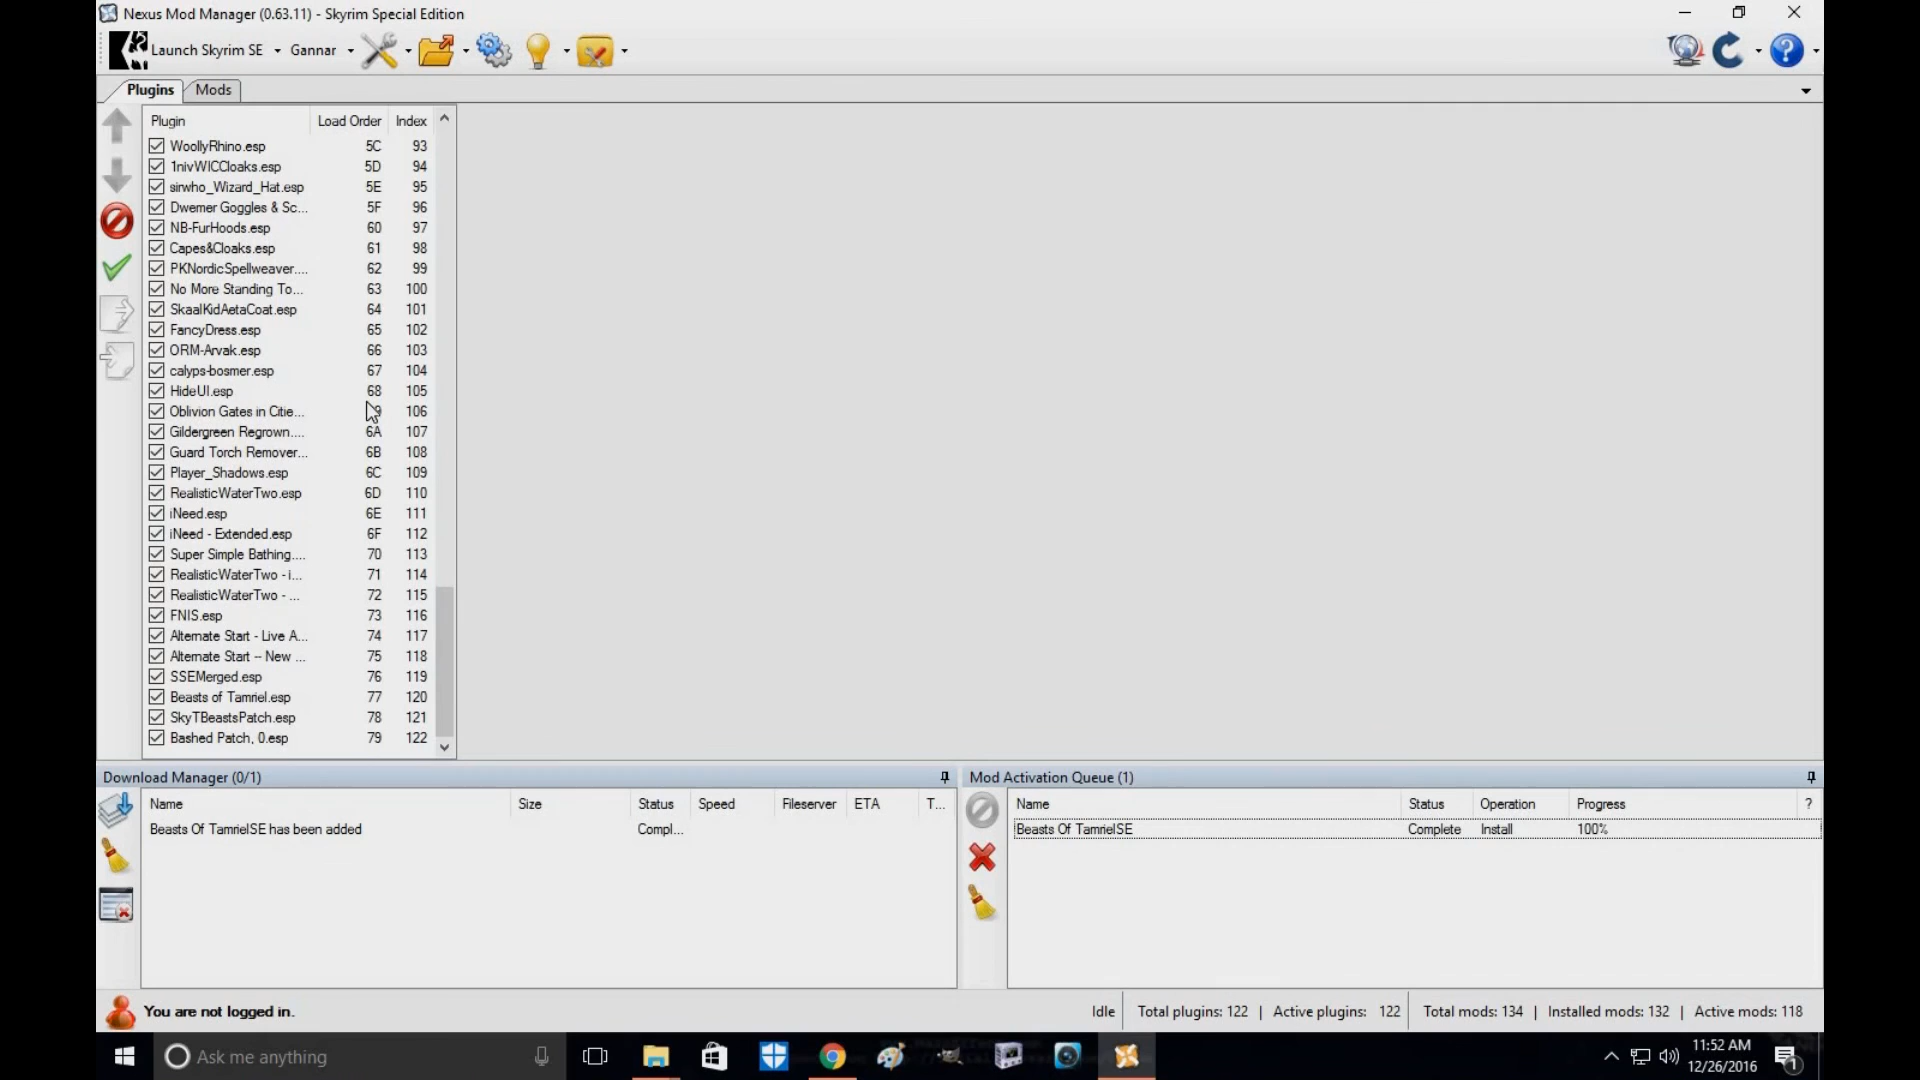 Nexus Mod Manager (0.63.11) - Skyrim Special Edition
Launch Skyrim SE Gannar
Plugins Mods
Plugin Load Order Index
WoollyRhino.esp 5C 93
1nivWICCloaks.esp 5D 94
sirwho_Wizard_Hat.esp 5E 95
Dwemer Goggles & Sc... 5F 96
NB-FurHoods.esp 60 97
Capes&Cloaks.esp 61 98
PKNordicSpellweaver.... 62 99
No More Standing To... 63 100
SkaalKidAetaCoat.esp 64 101
FancyDress.esp 65 102
ORM-Arvak.esp 66 103
calyps-bosmer.esp 67 104
HideUI.esp 68 105
Oblivion Gates in Citie... 106
Gildergreen Regrown.... 6A 107
Guard Torch Remover... 6B 108
Player_Shadows.esp 6C 109
RealisticWaterTwo.esp 6D 110
iNeed.esp 6E 111
iNeed - Extended.esp 6F 112
Super Simple Bathing.... 70 113
RealisticWaterTwo - i... 71 114
RealisticWaterTwo - ... 72 115
FNIS.esp 73 116
Alternate Start - Live A... 74 117
Alternate Start -- New ... 75 118
SSEMerged.esp 76 119
Beasts of Tamriel.esp 77 120
SkyTBeastsPatch.esp 78 121
Bashed Patch, 0.esp 79 122
Download Manager (0/1)
Name Size Status Speed Fileserver ETA T...
Beasts Of TamrielSE has been added Compl...
Mod Activation Queue (1)
Name Status Operation Progress ?
Beasts Of TamrielSE Complete Install 100%
You are not logged in. Idle Total plugins: 122 | Active plugins: 122 Total mods: 134 | Installed mods: 132 | Active mods: 118
Ask me anything
11:52 AM
12/26/2016
1